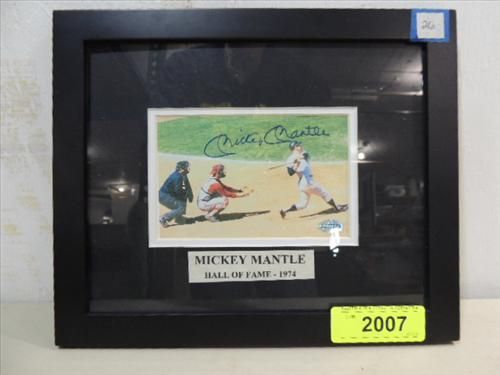 26
Mickey Mantle
MICKEY MANTLE
HALL OF FAME - 1974
2007